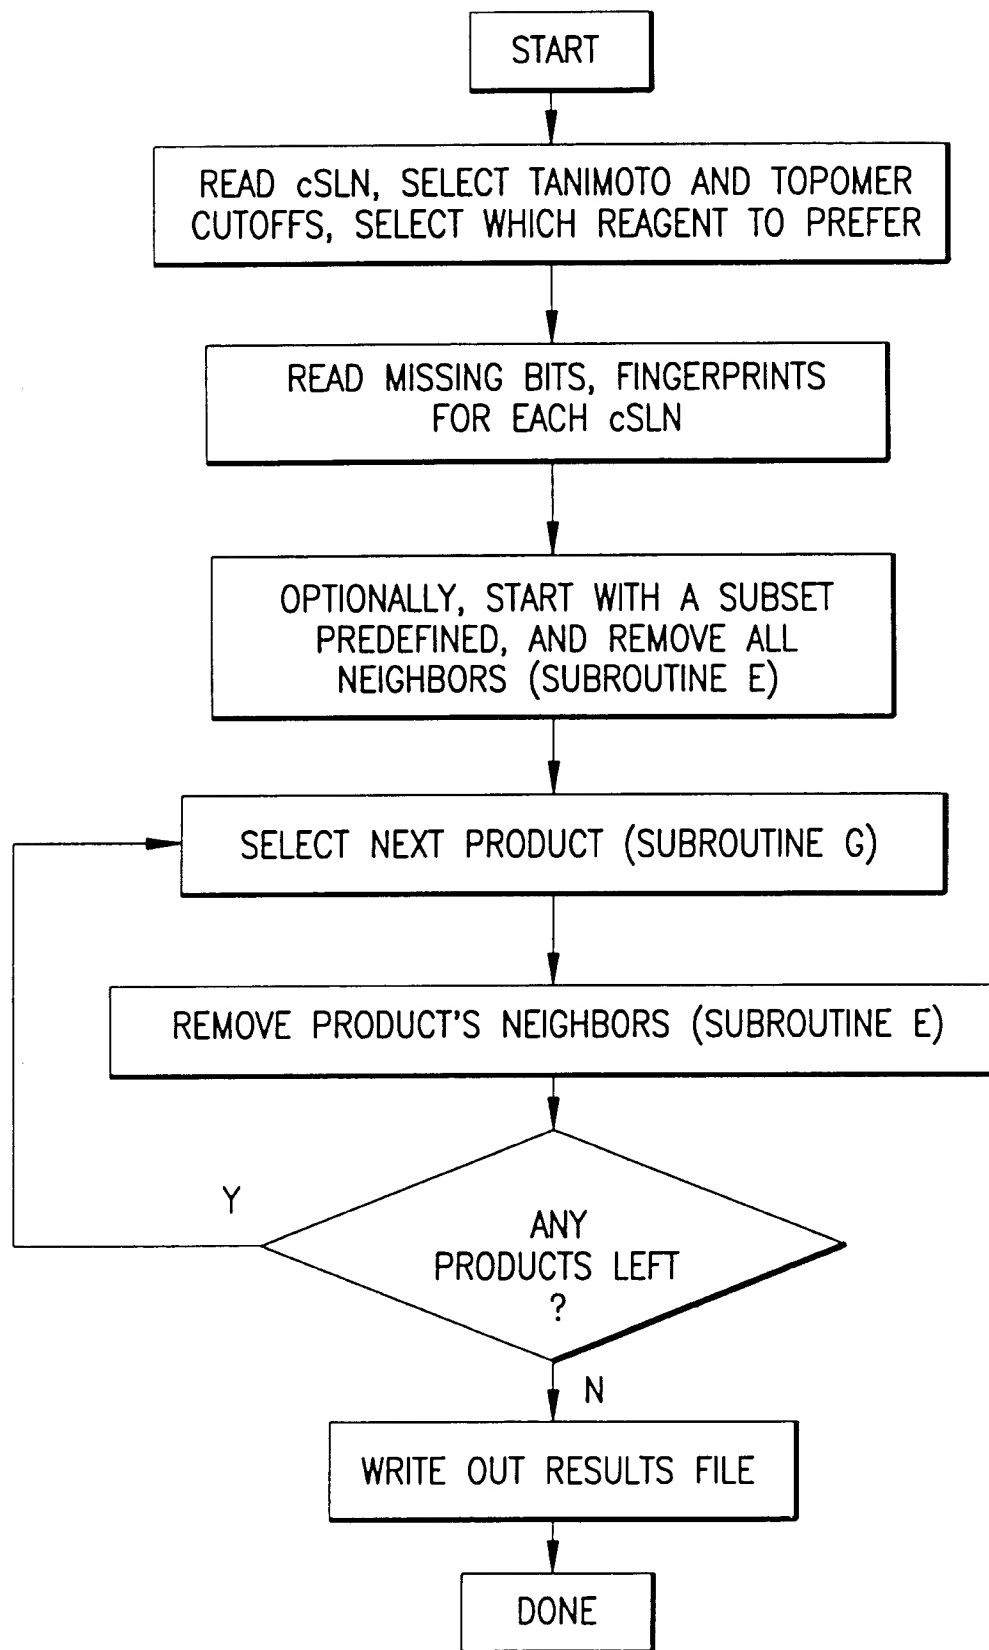 START
READ cSLN, SELECT TANIMOTO AND TOPOMER
CUTOFFS, SELECT WHICH REAGENT TO PREFER
READ MISSING BITS, FINGERPRINTS
FOR EACH cSLN
OPTIONALLY, START WITH A SUBSET
PREDEFINED, AND REMOVE ALL
NEIGHBORS (SUBROUTINE E)
SELECT NEXT PRODUCT (SUBROUTINE G)
REMOVE PRODUCT'S NEIGHBORS (SUBROUTINE E)
Y
ANY
PRODUCTS LEFT
?
N
WRITE OUT RESULTS FILE
DONE